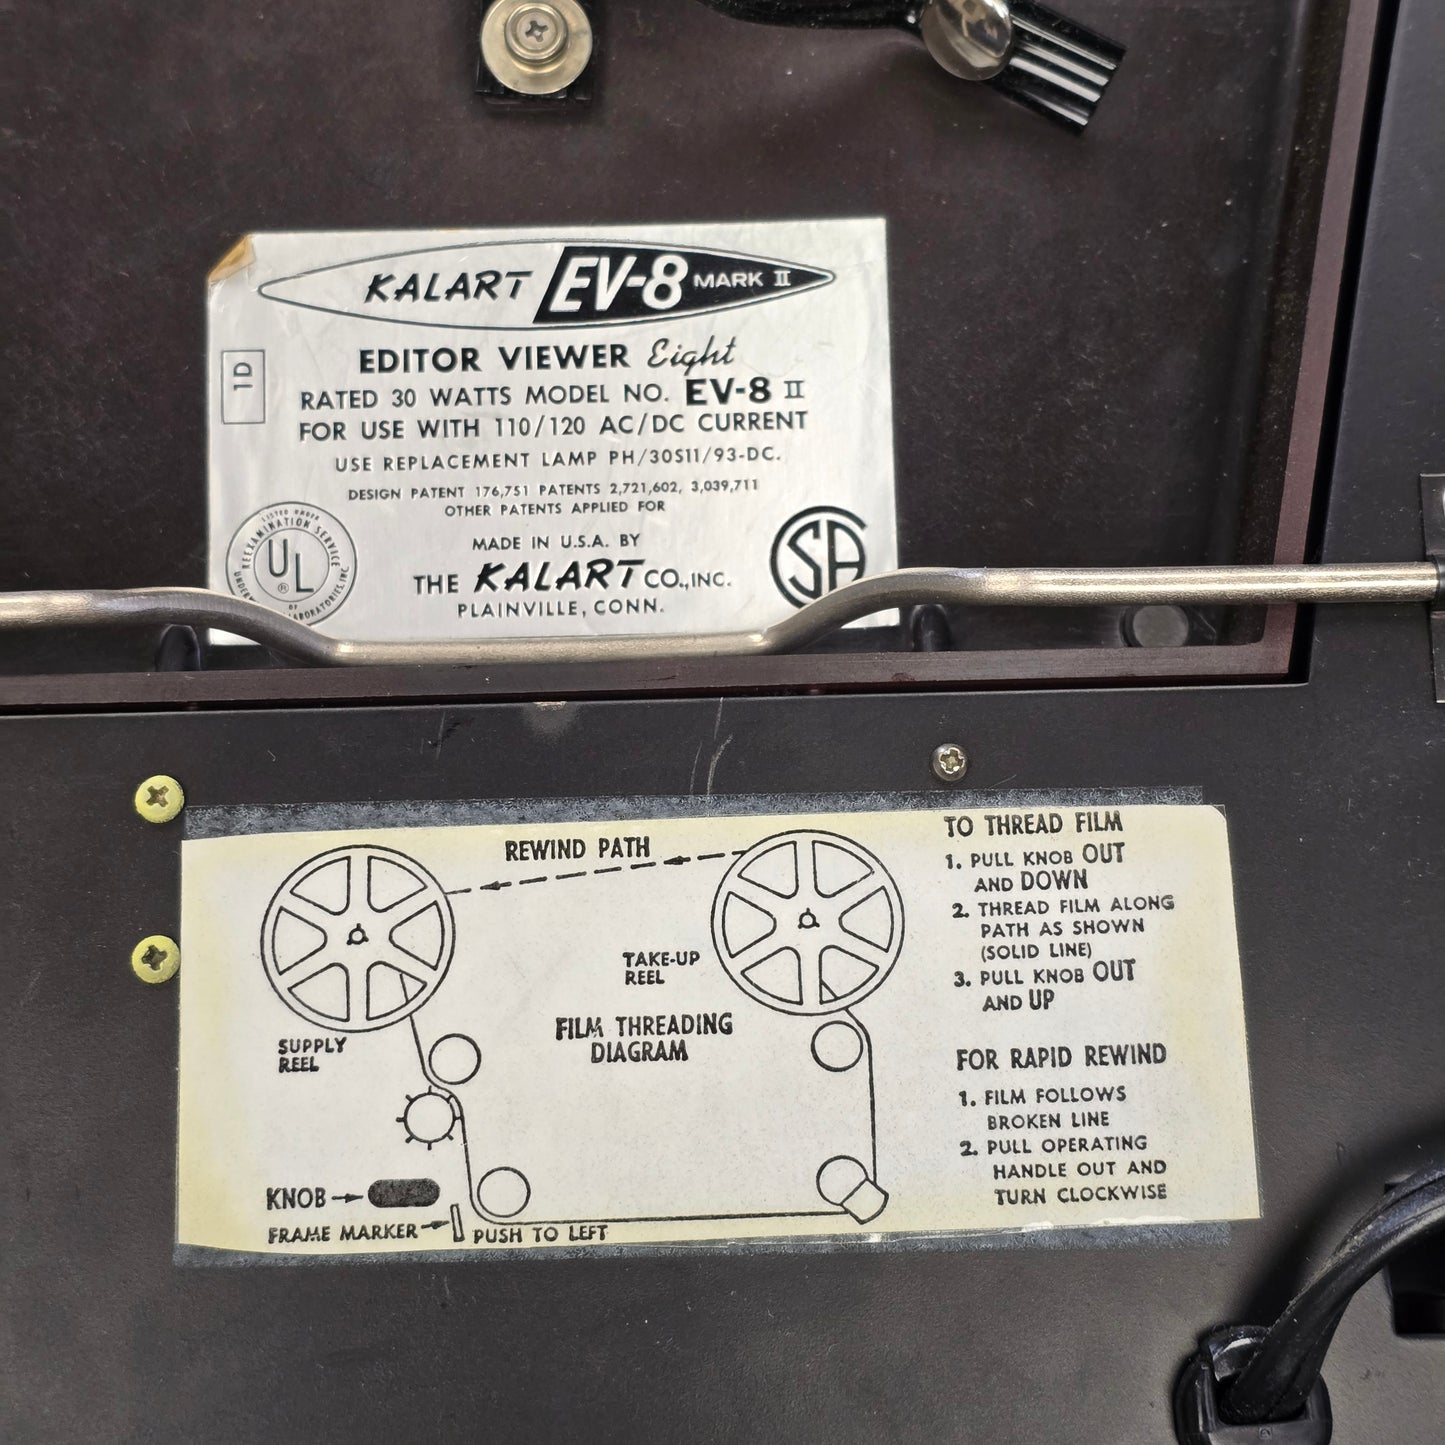 KALART EV-8 MARK II
EDITOR VIEWER Eight
1D
RATED 30 WATTS MODEL NO. EV-8 II
FOR USE WITH 110/120 AC/DC CURRENT
USE REPLACEMENT LAMP PH/30S11/93-DC.
DESIGN PATENT 176,751 PATENTS 2,721,602, 3,039,711
OTHER PATENTS APPLIED FOR
LISTED UNDER
REEXAMINATION SERVICE
UL
®
OF
MADE IN U.S.A. BY
THE KALART CO., INC.
PLAINVILLE, CONN.
SA
REWIND PATH
TAKE-UP
REEL
SUPPLY
REEL
FILM THREADING
DIAGRAM
KNOB
FRAME MARKER
PUSH TO LEFT
TO THREAD FILM
1. PULL KNOB OUT
AND DOWN
2. THREAD FILM ALONG
PATH AS SHOWN
(SOLID LINE)
3. PULL KNOB OUT
AND UP
FOR RAPID REWIND
1. FILM FOLLOWS
BROKEN LINE
2. PULL OPERATING
HANDLE OUT AND
TURN CLOCKWISE